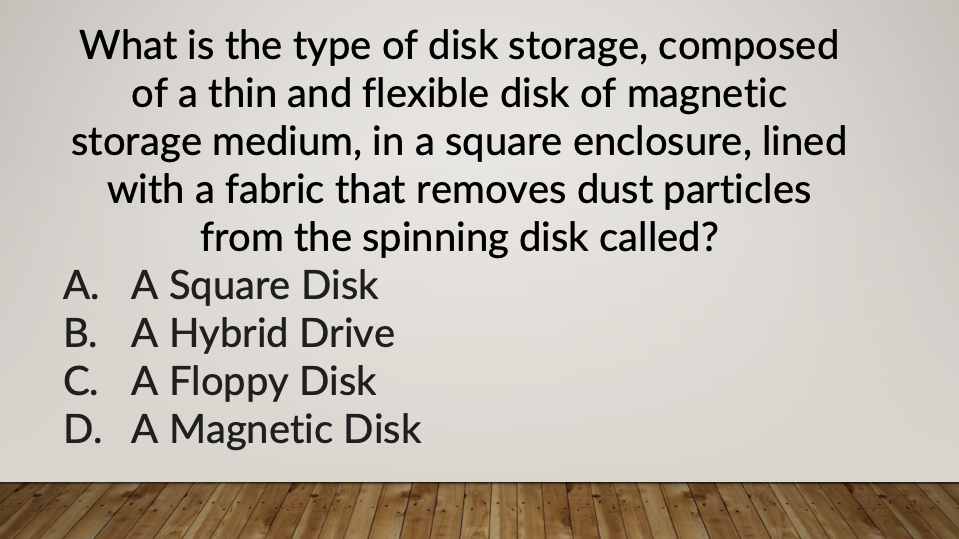 What is the type of disk storage, composed
of a thin and flexible disk of magnetic
storage medium, in a square enclosure, lined
with a fabric that removes dust particles
from the spinning disk called?
A. A Square Disk
B. A Hybrid Drive
C. A Floppy Disk
D. A Magnetic Disk